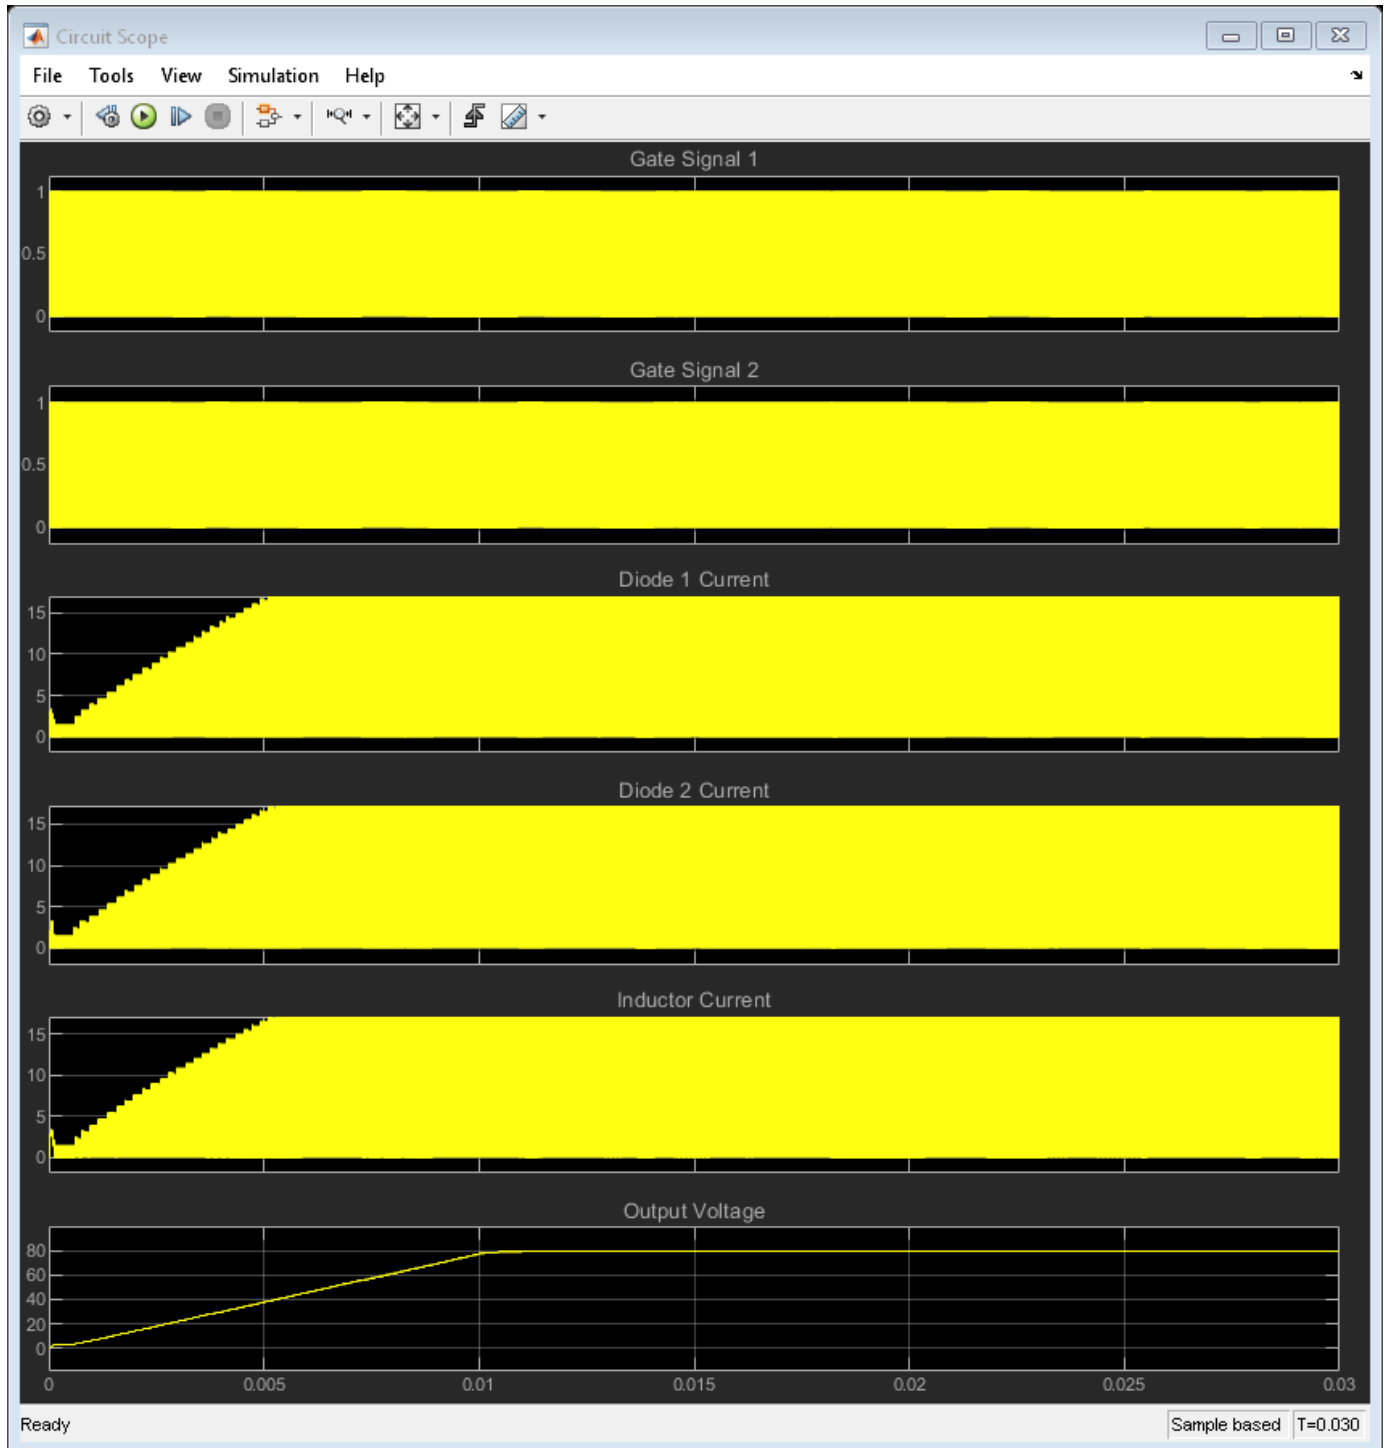 Circuit Scope
File Tools View Simulation Help
Gate Signal 1
1
0.5
0
Gate Signal 2
1
0.5
0
Diode 1 Current
15
10
5
0
Diode 2 Current
15
10
5
0
Inductor Current
15
10
5
0
Output Voltage
80
60
40
20
0
0 0.005 0.01 0.015 0.02 0.025 0.03
Ready Sample based T=0.030